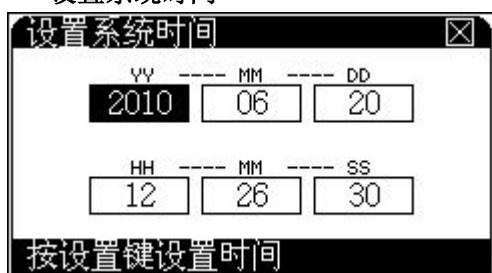 设置系统时间
YY ---- MM ---- DD
2010 06 20
HH ---- MM ---- SS
12 26 30
按设置键设置时间